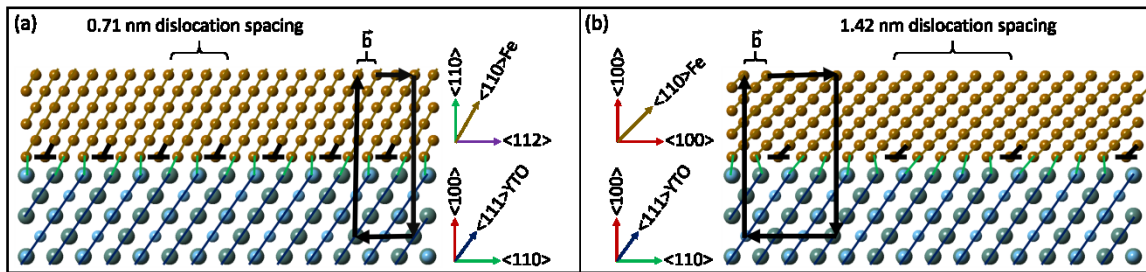 (a) 0.71 nm dislocation spacing
b
<110>
<110>Fe
<112>
<100>
<111>YTO
<110>
(b) 1.42 nm dislocation spacing
b
<100>
<110>Fe
<100>
<100>
<111>YTO
<110>